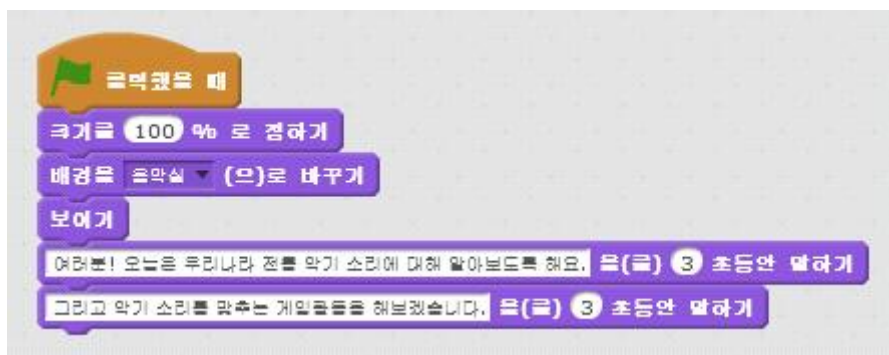 클릭했을 때
크기를 100 % 로 정하기
배경을 음악실 (으)로 바꾸기
보이기
여러분! 오늘은 우리나라 전통 악기 소리에 대해 알아보도록 해요. 을(를) 3 초동안 말하기
그리고 악기 소리를 맞추는 게임활동을 해보겠습니다. 을(를) 3 초동안 말하기